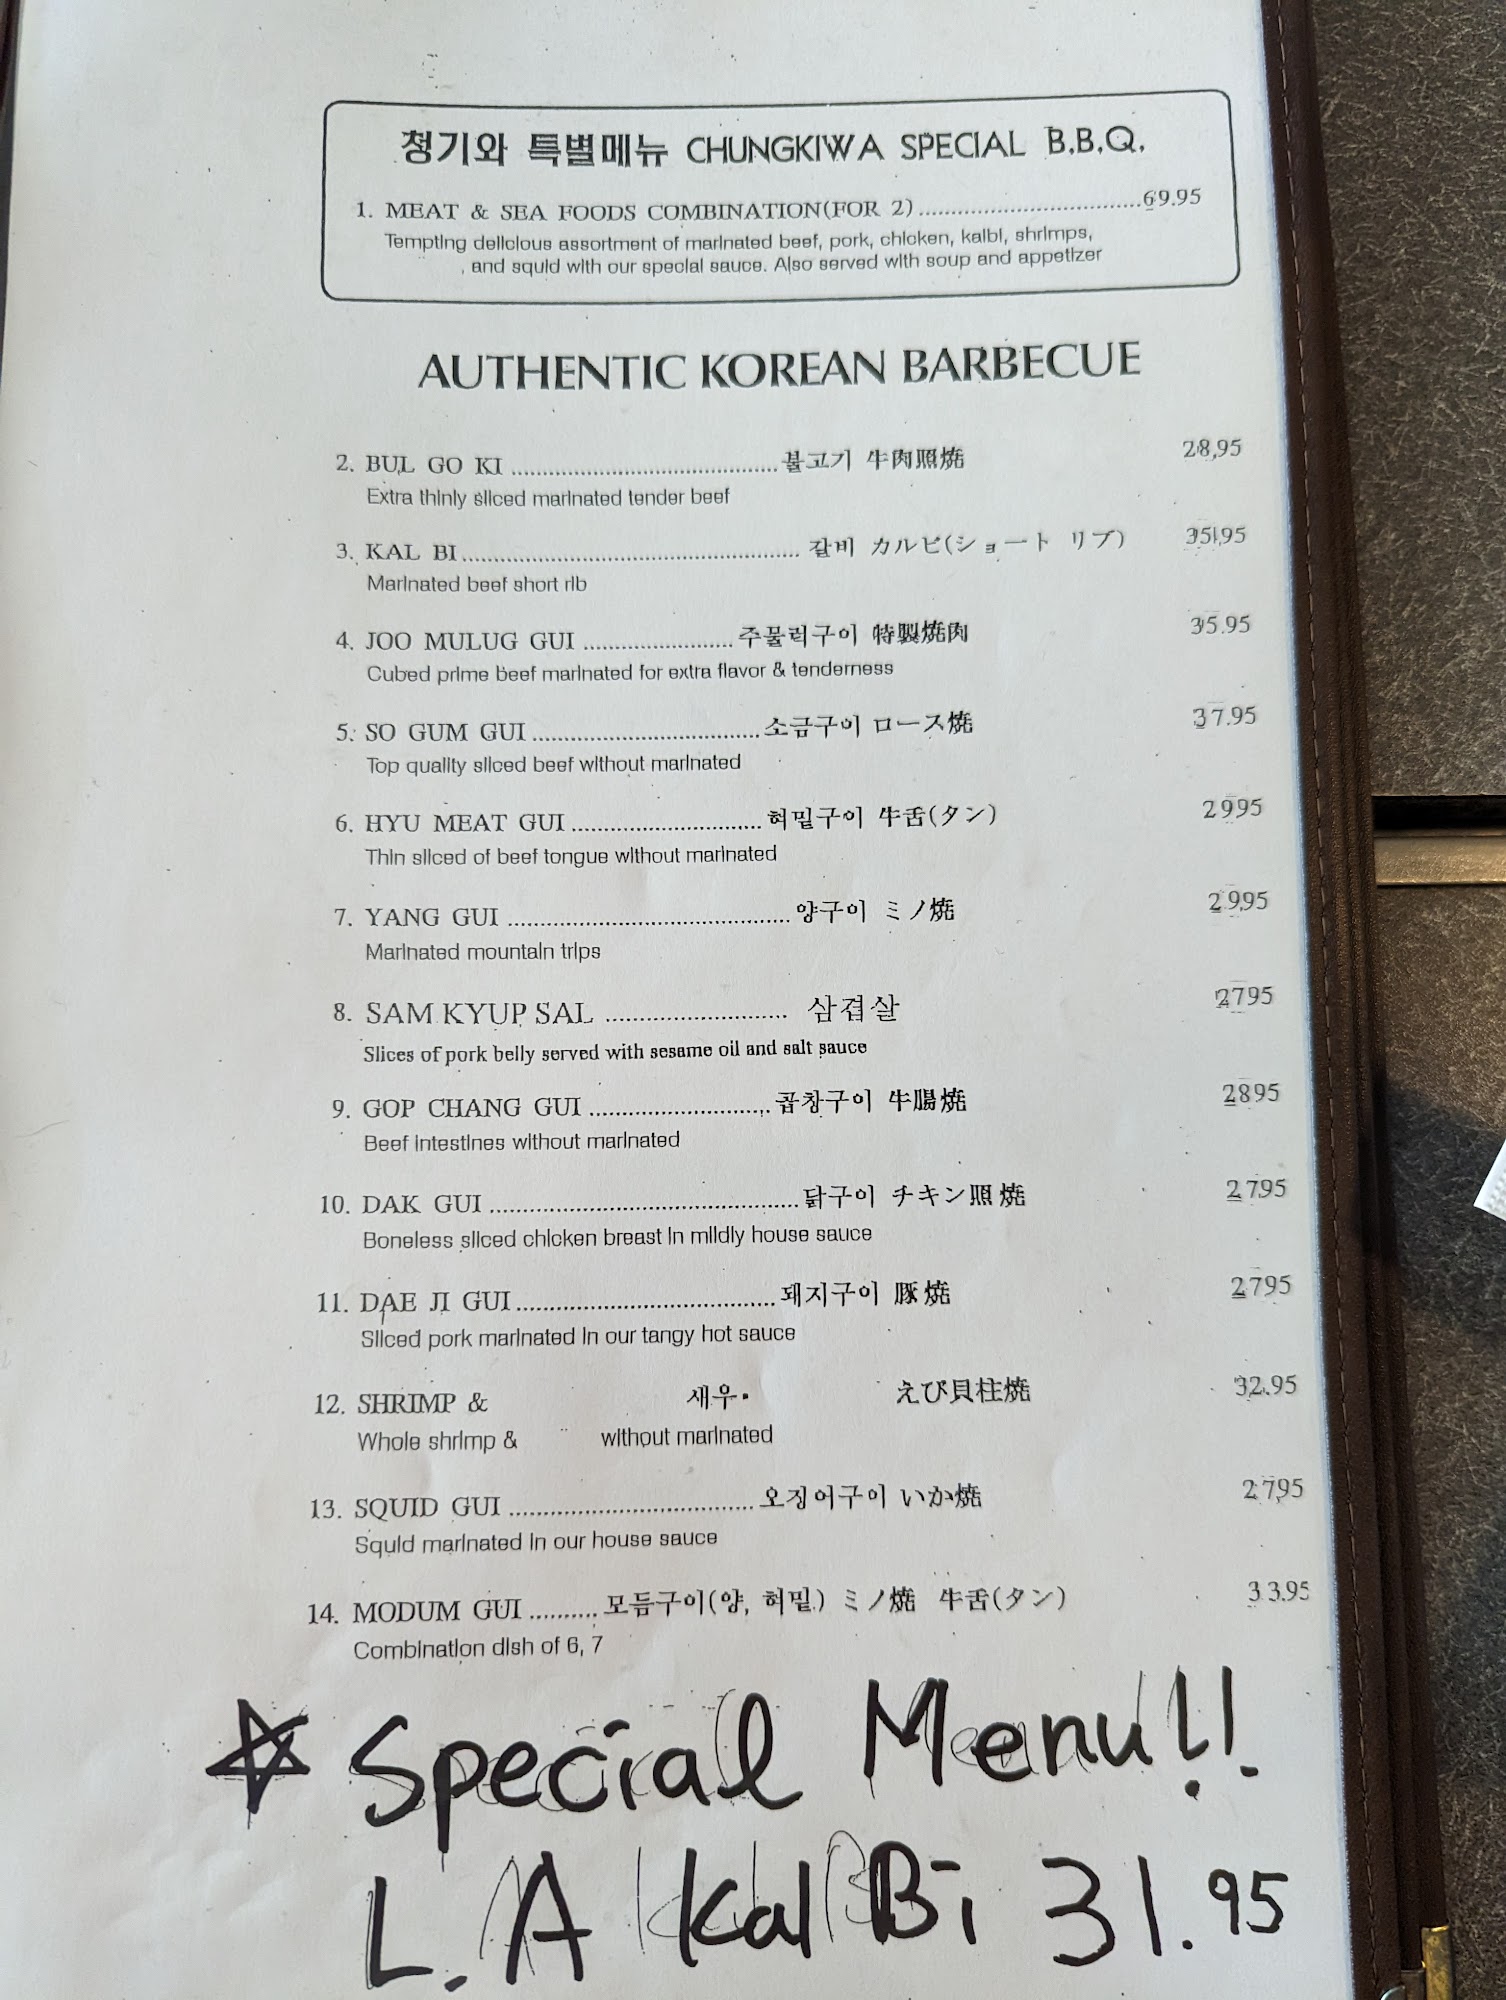 청기와 특별메뉴 CHUNGKIWA SPECIAL B.B.Q.
1. MEAT & SEA FOODS COMBINATION(FOR 2)..................................69.95
Tempting delicious assortment of marinated beef, pork, chicken, kalbi, shrimps,
, and squid with our special sauce. Also served with soup and appetizer
AUTHENTIC KOREAN BARBECUE
2. BUL GO KI ................................................불고기 牛肉照焼 28,95
Extra thinly sliced marinated tender beef
3. KAL BI................................................... 갈비 カルビ(ショート リブ) 35.95
Marinated beef short rib
4. JOO MULUG GUI .......................주물럭구이 特製焼肉 35.95
Cubed prime beef marinated for extra flavor & tenderness
5. SO GUM GUI ...................................소금구이 ロース焼 37.95
Top quality sliced beef without marinated
6. HYU MEAT GUI .............................혀밑구이 牛舌(タン) 2995
Thin sliced of beef tongue without marinated
7. YANG GUI ...........................................양구이 ミノ焼 2995
Marinated mountain trips
8. SAM KYUP SAL ............................ 삼겹살 2795
Slices of pork belly served with sesame oil and salt sauce
9. GOP CHANG GUI ...........................곱창구이 牛腸焼 2895
Beef intestines without marinated
10. DAK GUI ...............................................닭구이 チキン照焼 2795
Boneless sliced chicken breast in mildly house sauce
11. DAE JI GUI.......................................돼지구이 豚焼 2795
Sliced pork marinated in our tangy hot sauce
12. SHRIMP & 새우· えび貝柱焼 32.95
Whole shrimp & without marinated
13. SQUID GUI .....................................오징어구이 いか焼 27,95
Squid marinated in our house sauce
14. MODUM GUI ..........모듬구이(양, 혀밑) ミノ焼 牛舌(タン) 33.95
Combination dish of 6, 7
☆ Special Menu!!
L.A Kal Bi 31.95